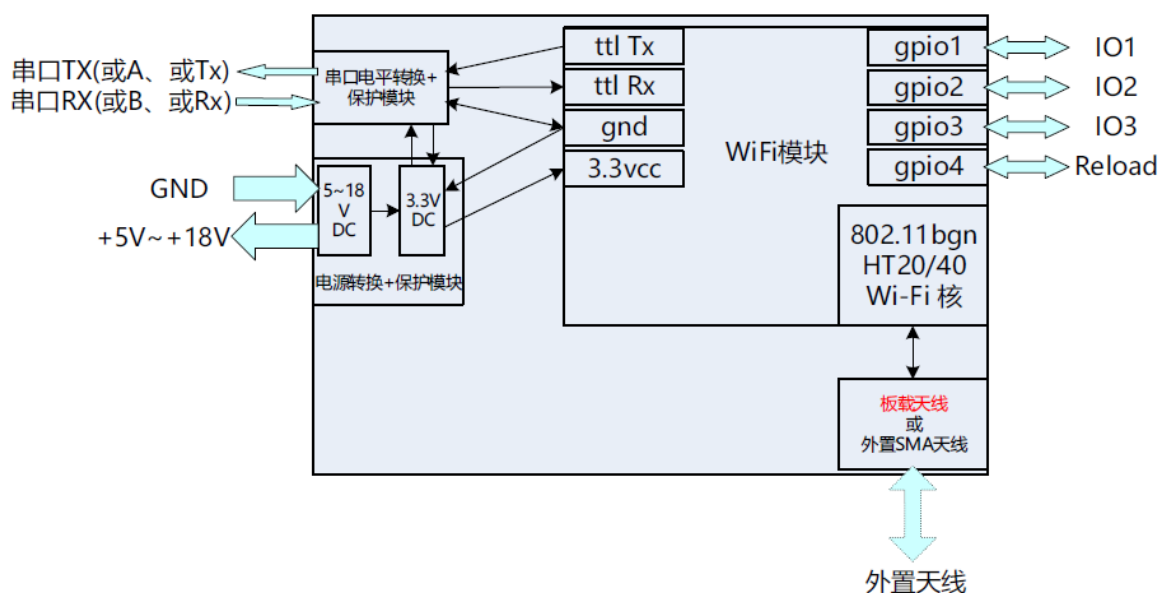 串口TX(或A、或Tx)
串口RX(或B、或Rx)
GND
+5V~+18V
串口电平转换+
保护模块
5~18
V
DC
3.3V
DC
电源转换+保护模块
ttl Tx
ttl Rx
gnd
3.3vcc
WiFi模块
gpio1
gpio2
gpio3
gpio4
IO1
IO2
IO3
Reload
802.11bgn
HT20/40
Wi-Fi 核
板载天线
或
外置SMA天线
外置天线